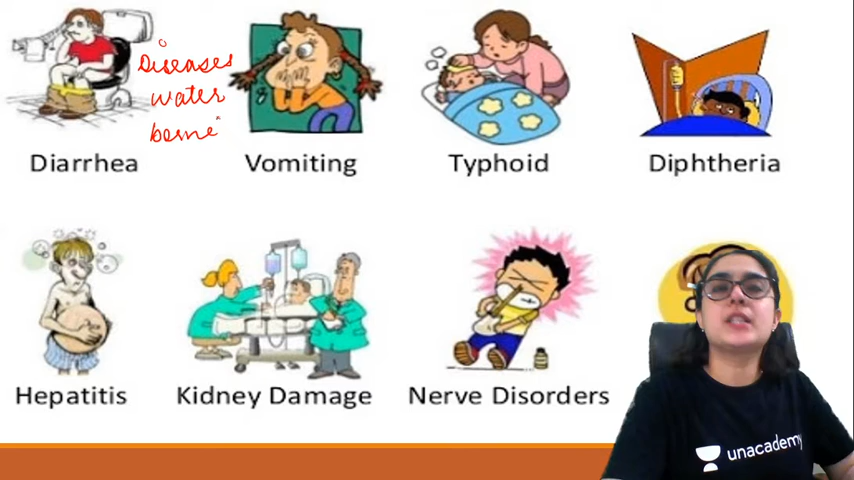 Diseases
water
borne
Diarrhea
Vomiting
Typhoid
Diphtheria
Hepatitis
Kidney Damage
Nerve Disorders
unacademy